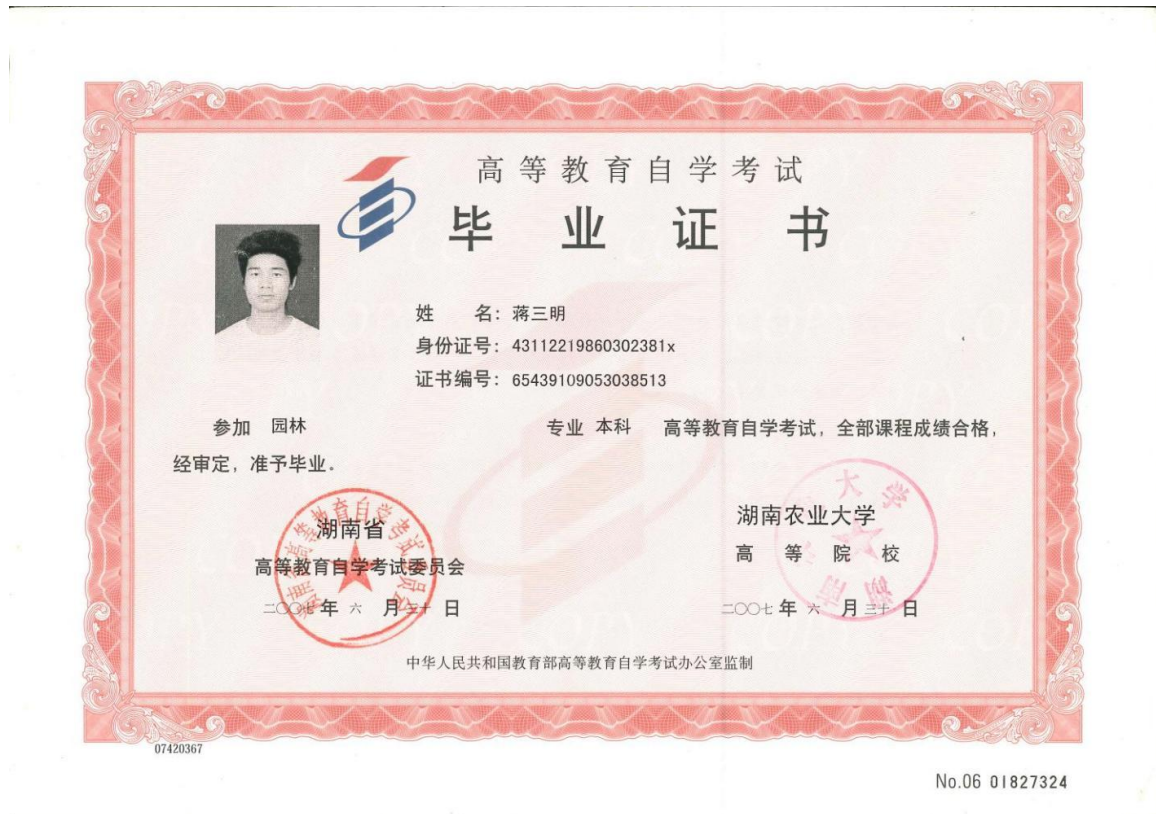 高等教育自学考试
毕业证书
姓 名：蒋三明
身份证号：43112219860302381x
证书编号：65439109053038513
参加 园林 专业 本科 高等教育自学考试，全部课程成绩合格，
经审定，准予毕业。
湖南省
高等教育自学考试委员会
二〇〇七年 六 月三十日
湖南农业大学
高等院校
二〇〇七年 六 月三十日
中华人民共和国教育部高等教育自学考试办公室监制
07420367
No.06 01827324